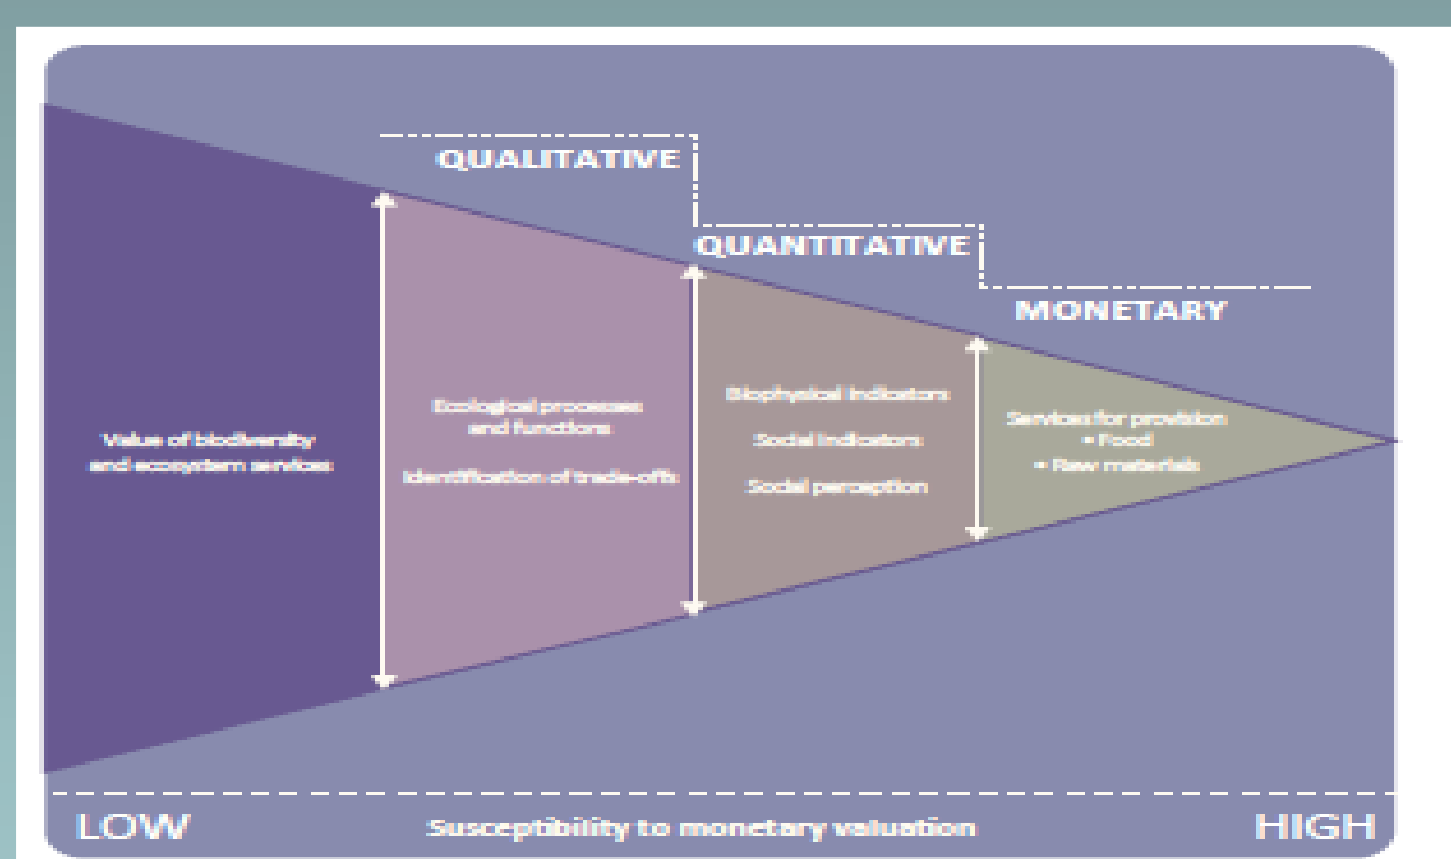 QUALITATIVE
QUANTITATIVE
MONETARY
Value of biodiversity
and ecosystem services
Ecological processes
and functions
Identification of trade-offs
Biophysical indicators
Social indicators
Social perception
Services for provision
• Food
• Raw materials
LOW
Susceptibility to monetary valuation
HIGH